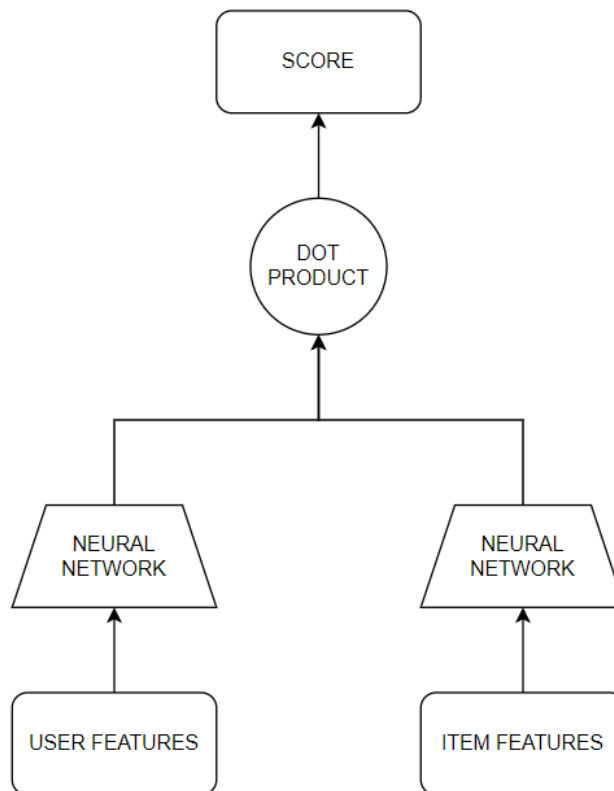 SCORE
DOT
PRODUCT
NEURAL
NETWORK
NEURAL
NETWORK
USER FEATURES
ITEM FEATURES